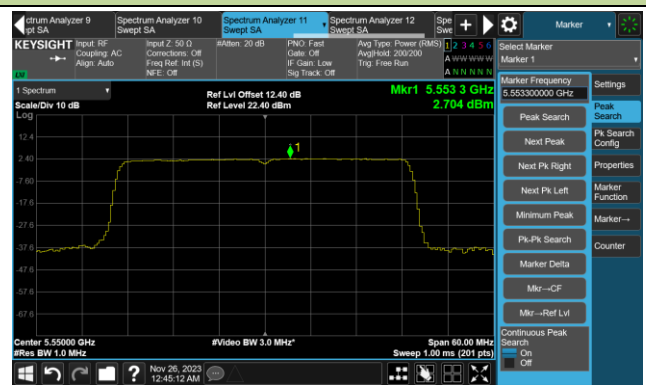 ctrum Analyzer 9
pt SA
Spectrum Analyzer 10
Swept SA
Spectrum Analyzer 11
Swept SA
Spectrum Analyzer 12
Swept SA
Spe
Swe
Marker
KEYSIGHT
Input: RF
Coupling: AC
Align: Auto
Input Z: 50 Ω
Corrections: Off
Freq Ref: Int (S)
NFE: Off
#Atten: 20 dB
PNO: Fast
Gate: Off
IF Gain: Low
Sig Track: Off
Avg Type: Power (RMS)
Avg|Hold: 200/200
Trig: Free Run
1 2 3 4 5 6
A W W W W W
A N N N N N
Select Marker
Marker 1
1 Spectrum
Scale/Div 10 dB
Log
Ref Lvl Offset 12.40 dB
Ref Level 22.40 dBm
Mkr1 5.553 3 GHz
2.704 dBm
1
12.4
2.40
-7.60
-17.6
-27.6
-37.6
-47.6
-57.6
-67.6
Center 5.55000 GHz
#Res BW 1.0 MHz
#Video BW 3.0 MHz*
Span 60.00 MHz
Sweep 1.00 ms (201 pts)
Marker Frequency
5.553300000 GHz
Peak Search
Next Peak
Next Pk Right
Next Pk Left
Minimum Peak
Pk-Pk Search
Marker Delta
Mkr→CF
Mkr→Ref Lvl
Continuous Peak
Search
On
Off
Settings
Peak
Search
Pk Search
Config
Properties
Marker
Function
Marker→
Counter
?
Nov 26, 2023
12:45:12 AM